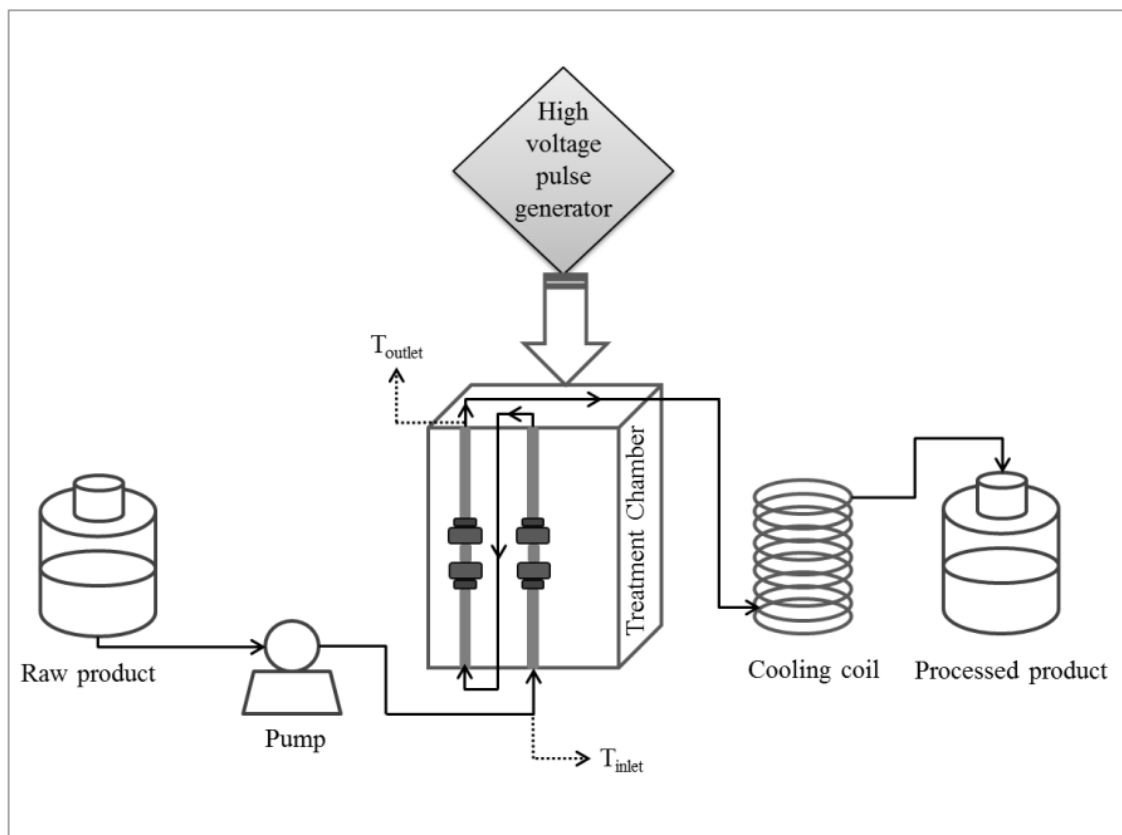 High
voltage
pulse
generator
T_outlet
Treatment Chamber
Raw product
Pump
Cooling coil
Processed product
T_inlet